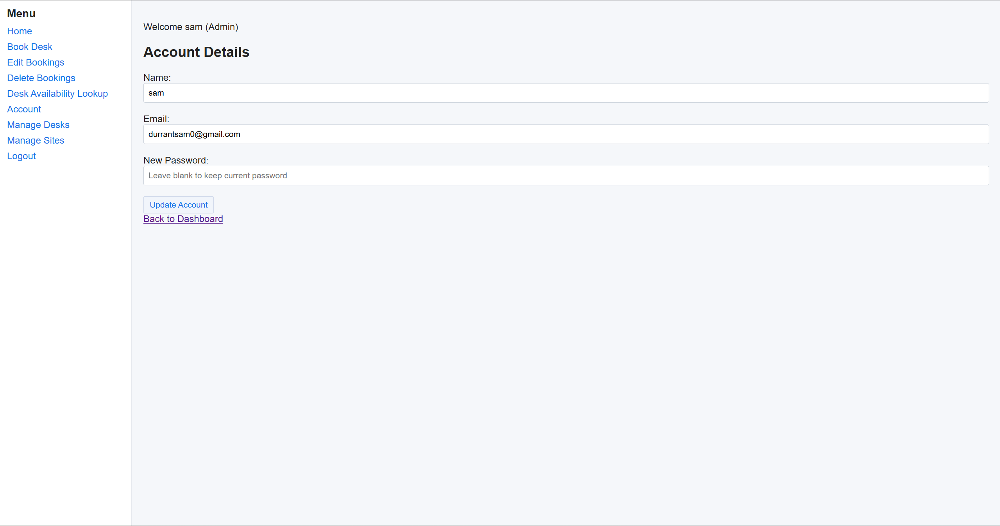 Menu
Home
Book Desk
Edit Bookings
Delete Bookings
Desk Availability Lookup
Account
Manage Desks
Manage Sites
Logout
Welcome sam (Admin)
Account Details
Name:
sam
Email:
durrantsam0@gmail.com
New Password:
Leave blank to keep current password
Update Account
Back to Dashboard